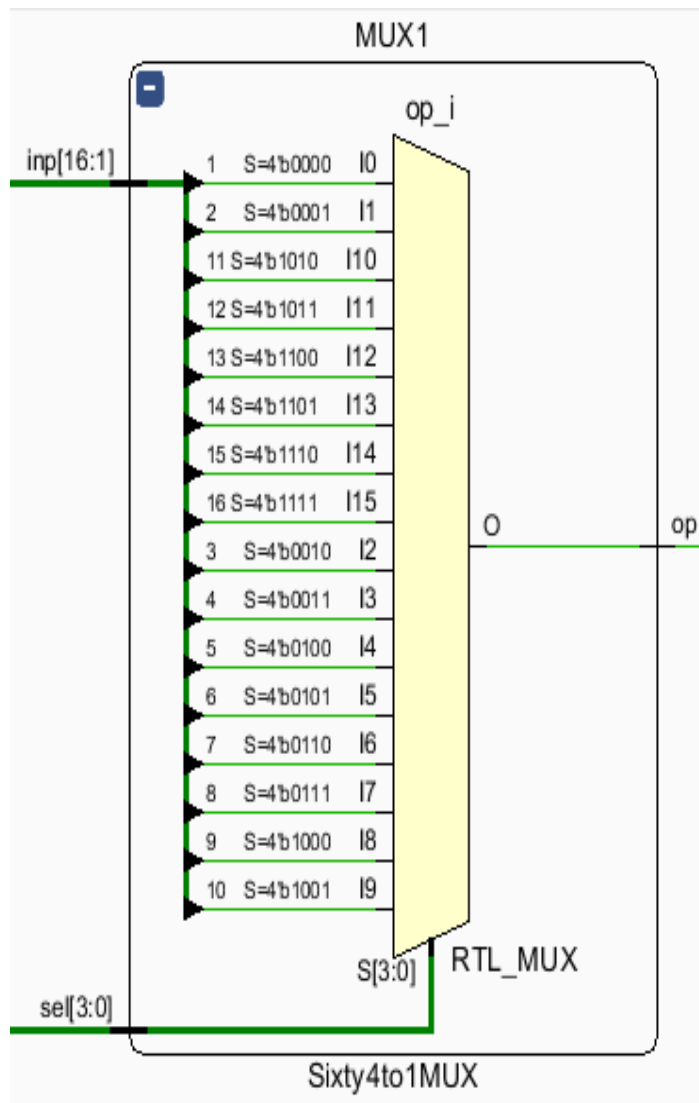 MUX1
-
op_i
inp[16:1]
1 S=4'b0000 I0
2 S=4'b0001 I1
11 S=4'b1010 I10
12 S=4'b1011 I11
13 S=4'b1100 I12
14 S=4'b1101 I13
15 S=4'b1110 I14
16 S=4'b1111 I15
O op
3 S=4'b0010 I2
4 S=4'b0011 I3
5 S=4'b0100 I4
6 S=4'b0101 I5
7 S=4'b0110 I6
8 S=4'b0111 I7
9 S=4'b1000 I8
10 S=4'b1001 I9
S[3:0] RTL_MUX
sel[3:0]
Sixty4to1MUX